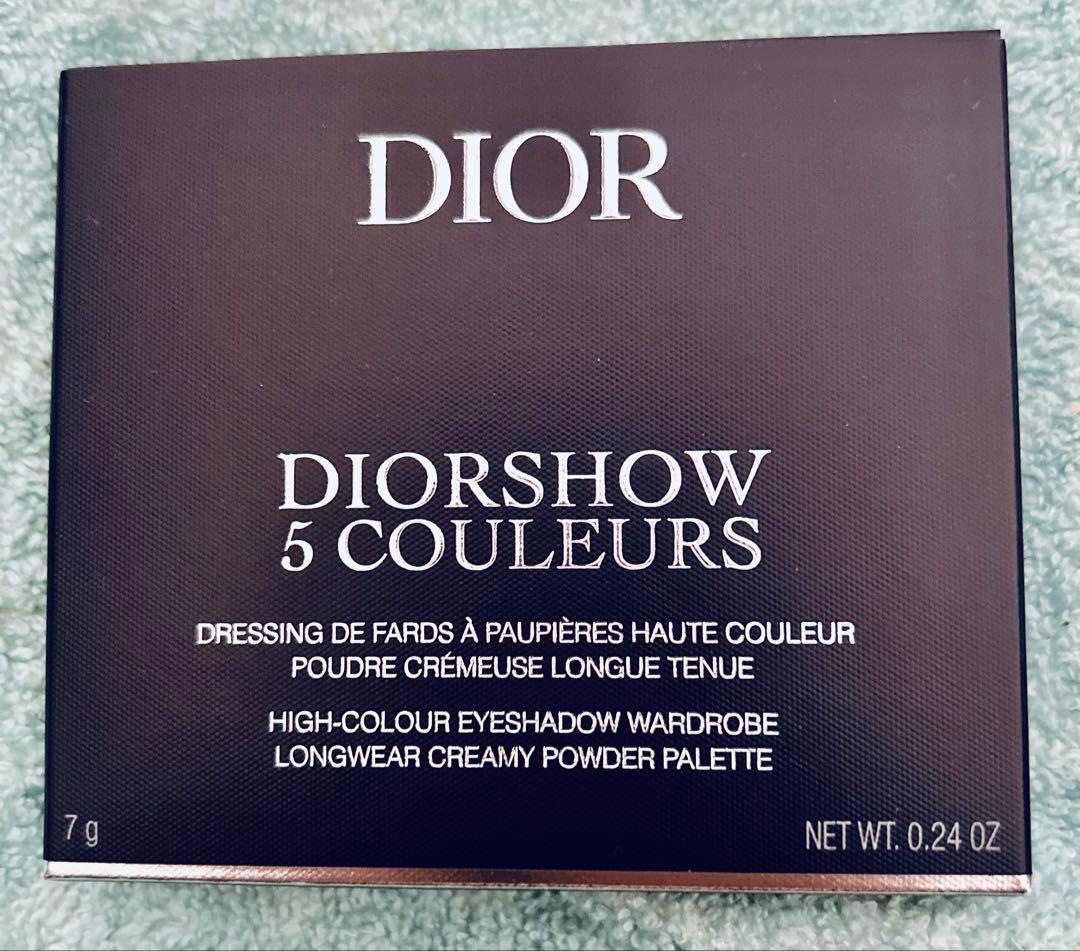 DIOR
DIORSHOW
5 COULEURS
DRESSING DE FARDS À PAUPIÈRES HAUTE COULEUR
POUDRE CRÉMEUSE LONGUE TENUE
HIGH-COLOUR EYESHADOW WARDROBE
LONGWEAR CREAMY POWDER PALETTE
7 g
NET WT. 0.24 OZ